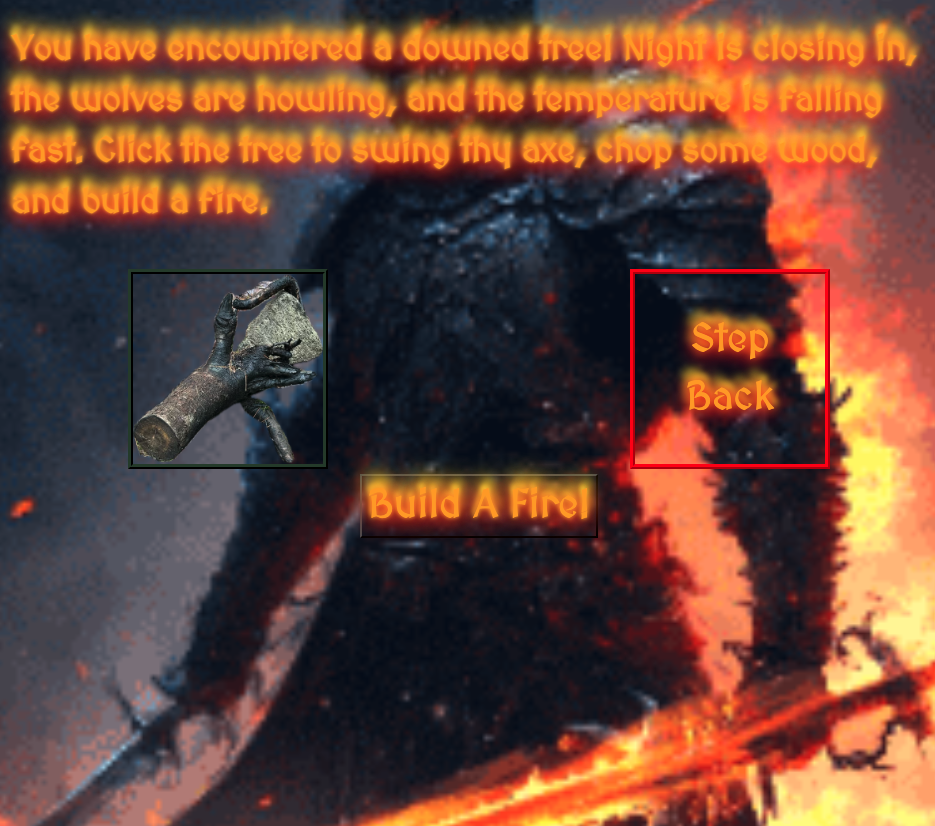 You have encountered a downed tree! Night is closing in,
the wolves are howling, and the temperature is falling
fast. Click the tree to swing thy axe, chop some wood,
and build a fire.
Step
Back
Build A Fire!